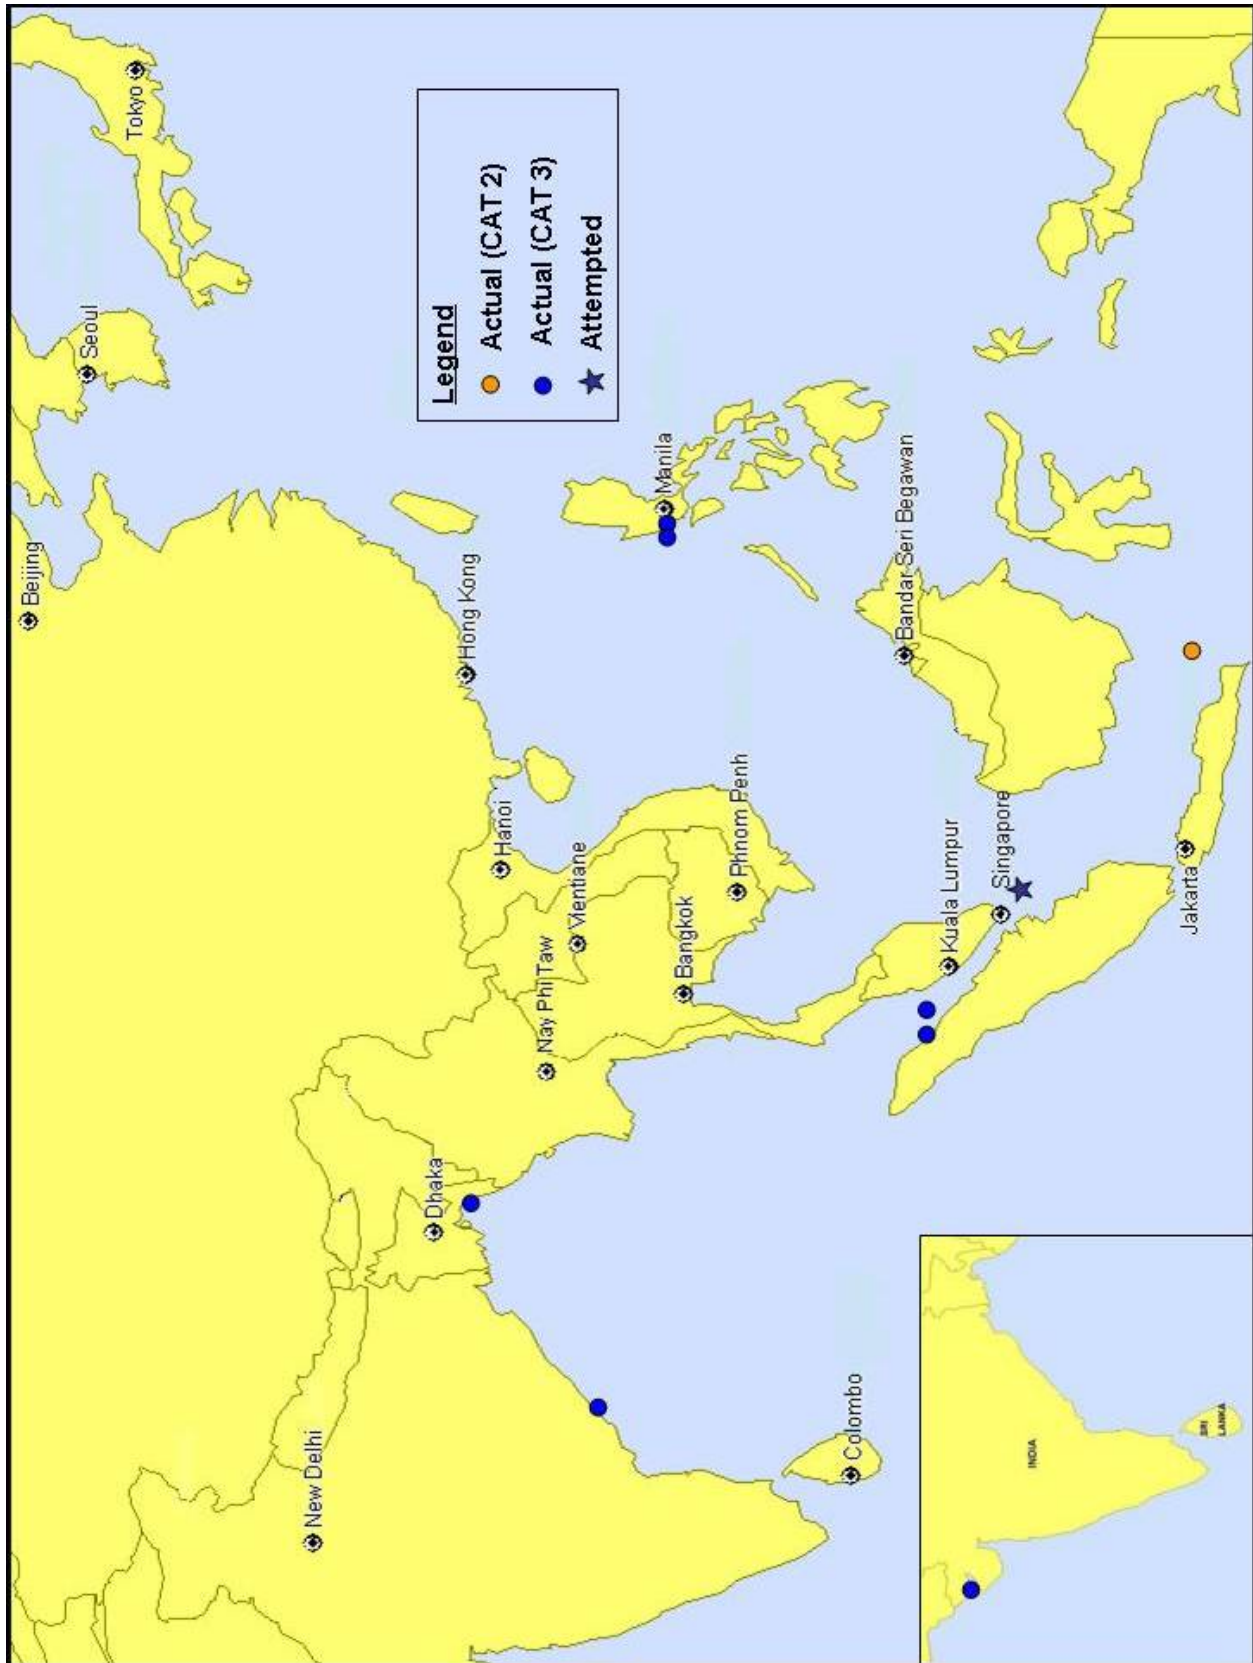 Beijing
Seoul
Tokyo
New Delhi
Dhaka
Nay Phi Taw
Hanoi
Hong Kong
Vientiane
Bangkok
Phnom Penh
Manila
Colombo
Kuala Lumpur
Singapore
Bandar Seri Begawan
Jakarta
Legend
Actual (CAT 2)
Actual (CAT 3)
Attempted
INDIA
SRI
LANKA